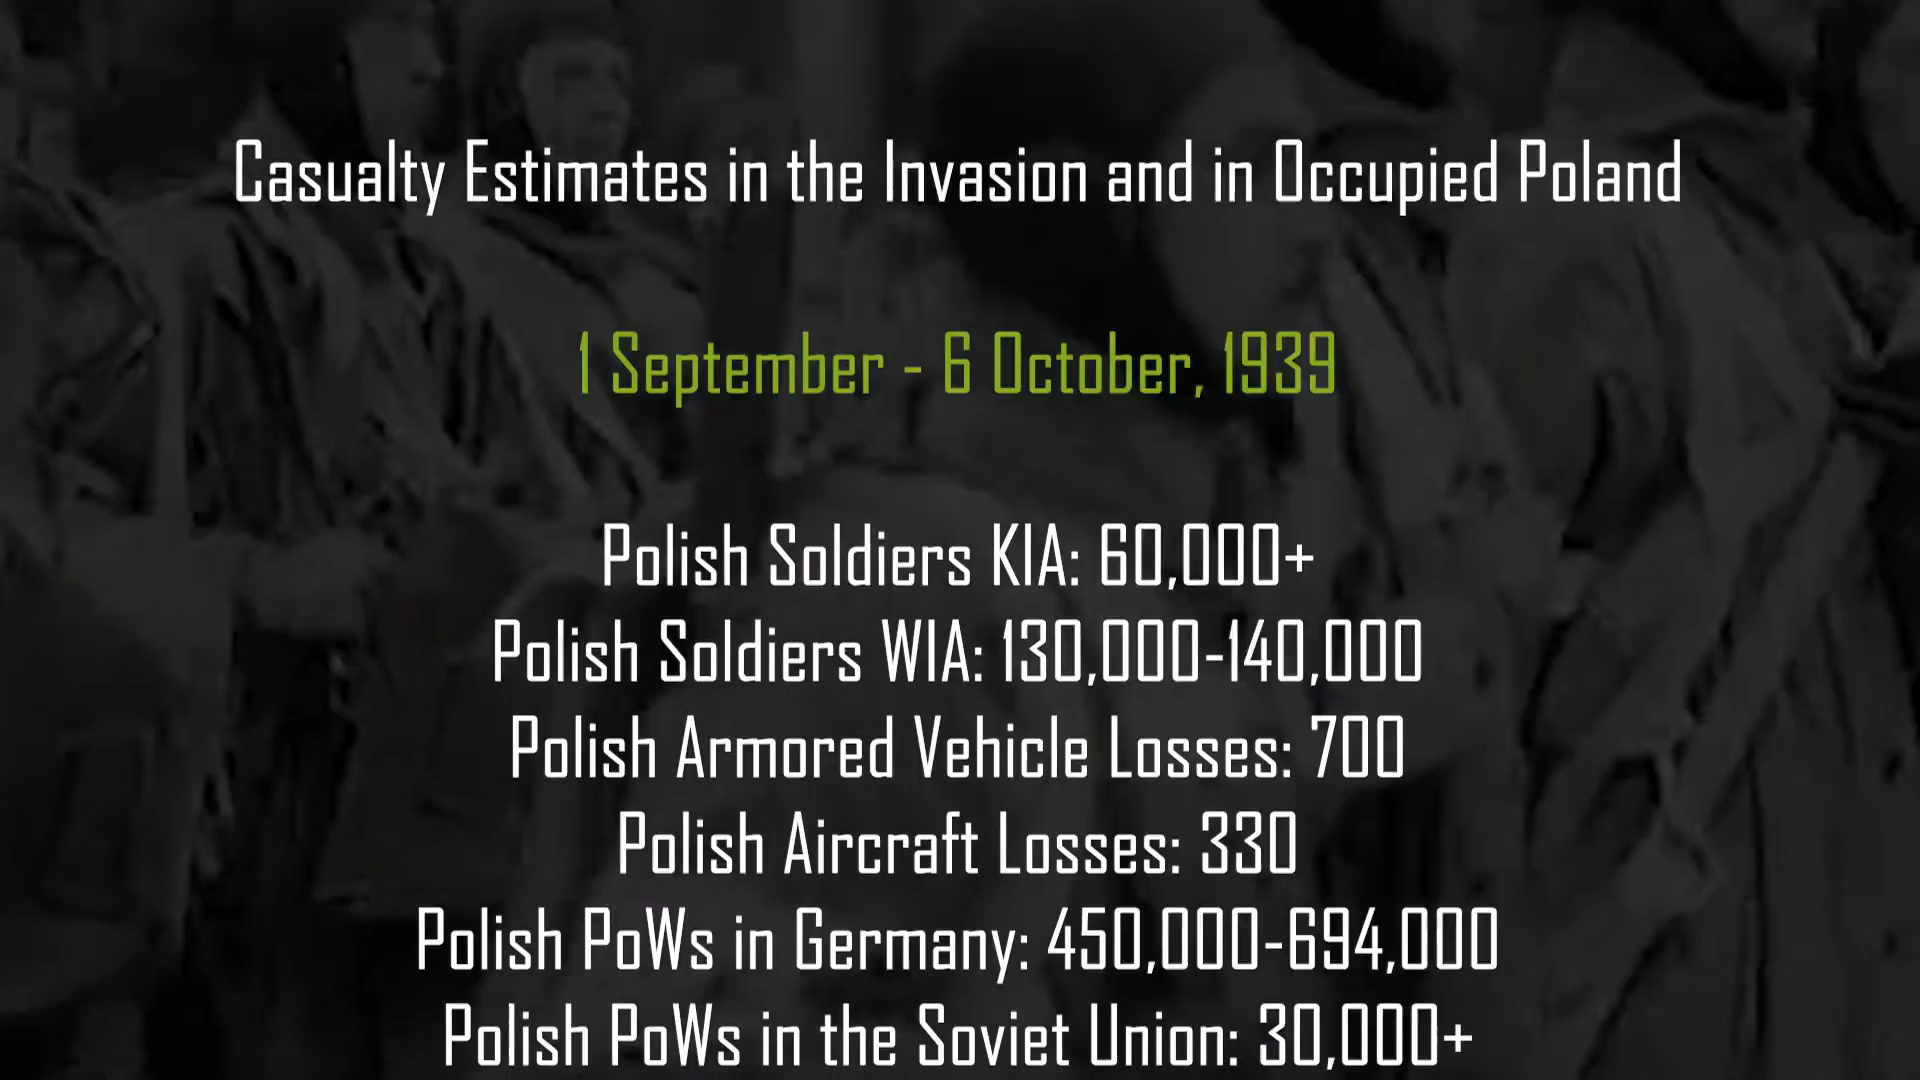 Casualty Estimates in the Invasion and in Occupied Poland
1 September - 6 October, 1939
Polish Soldiers KIA: 60,000+
Polish Soldiers WIA: 130,000-140,000
Polish Armored Vehicle Losses: 700
Polish Aircraft Losses: 330
Polish PoWs in Germany: 450,000-694,000
Polish PoWs in the Soviet Union: 30,000+